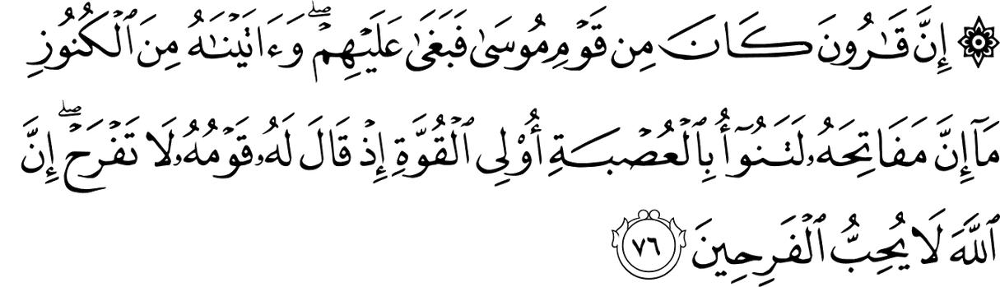 ۞ إِنَّ قَٰرُونَ كَانَ مِن قَوْمِ مُوسَىٰ فَبَغَىٰ عَلَيْهِمْ ۖ وَءَاتَيْنَٰهُ مِنَ ٱلْكُنُوزِ
مَآ إِنَّ مَفَاتِحَهُۥ لَتَنُوٓأُ بِٱلْعُصْبَةِ أُو۟لِى ٱلْقُوَّةِ إِذْ قَالَ لَهُۥ قَوْمُهُۥ لَا تَفْرَحْ ۖ إِنَّ
ٱللَّهَ لَا يُحِبُّ ٱلْفَرِحِينَ ٧٦